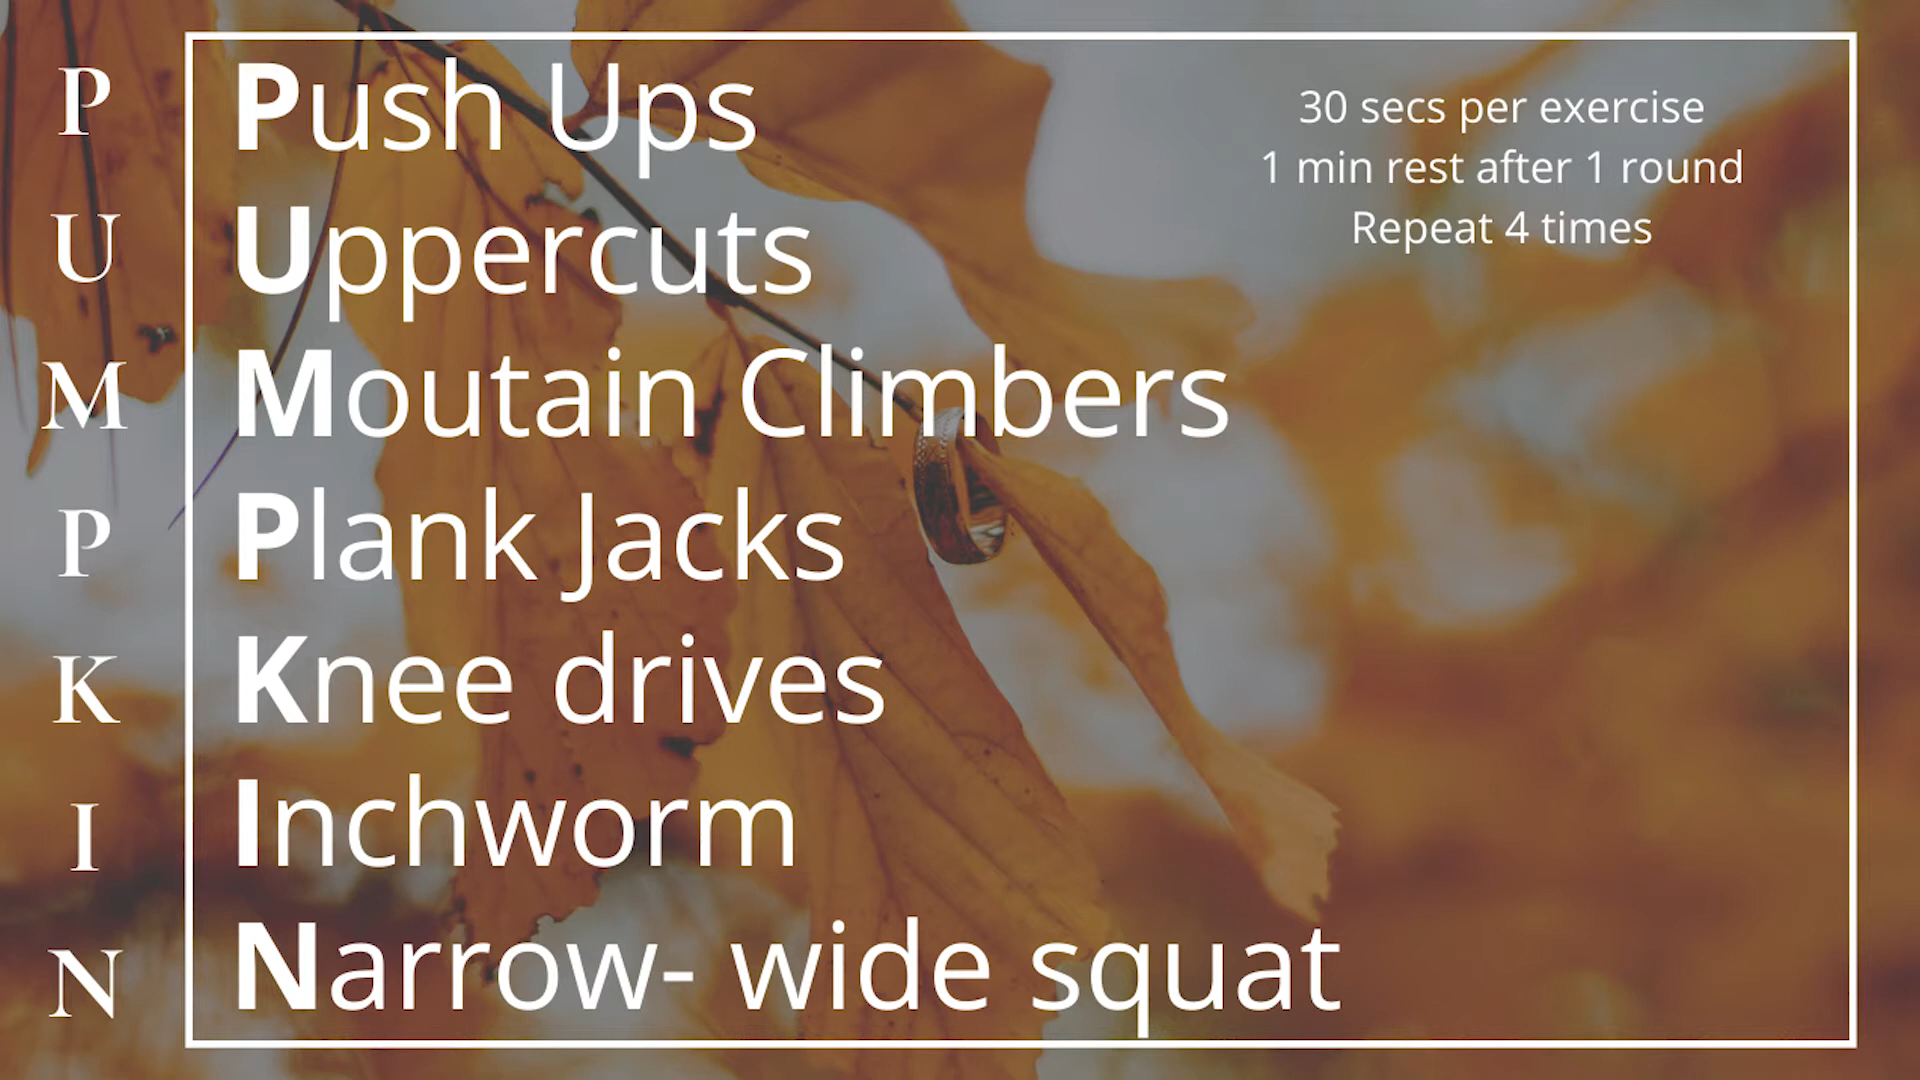 P
U
M
P
K
I
N
Push Ups
Uppercuts
Moutain Climbers
Plank Jacks
Knee drives
Inchworm
Narrow- wide squat
30 secs per exercise
1 min rest after 1 round
Repeat 4 times